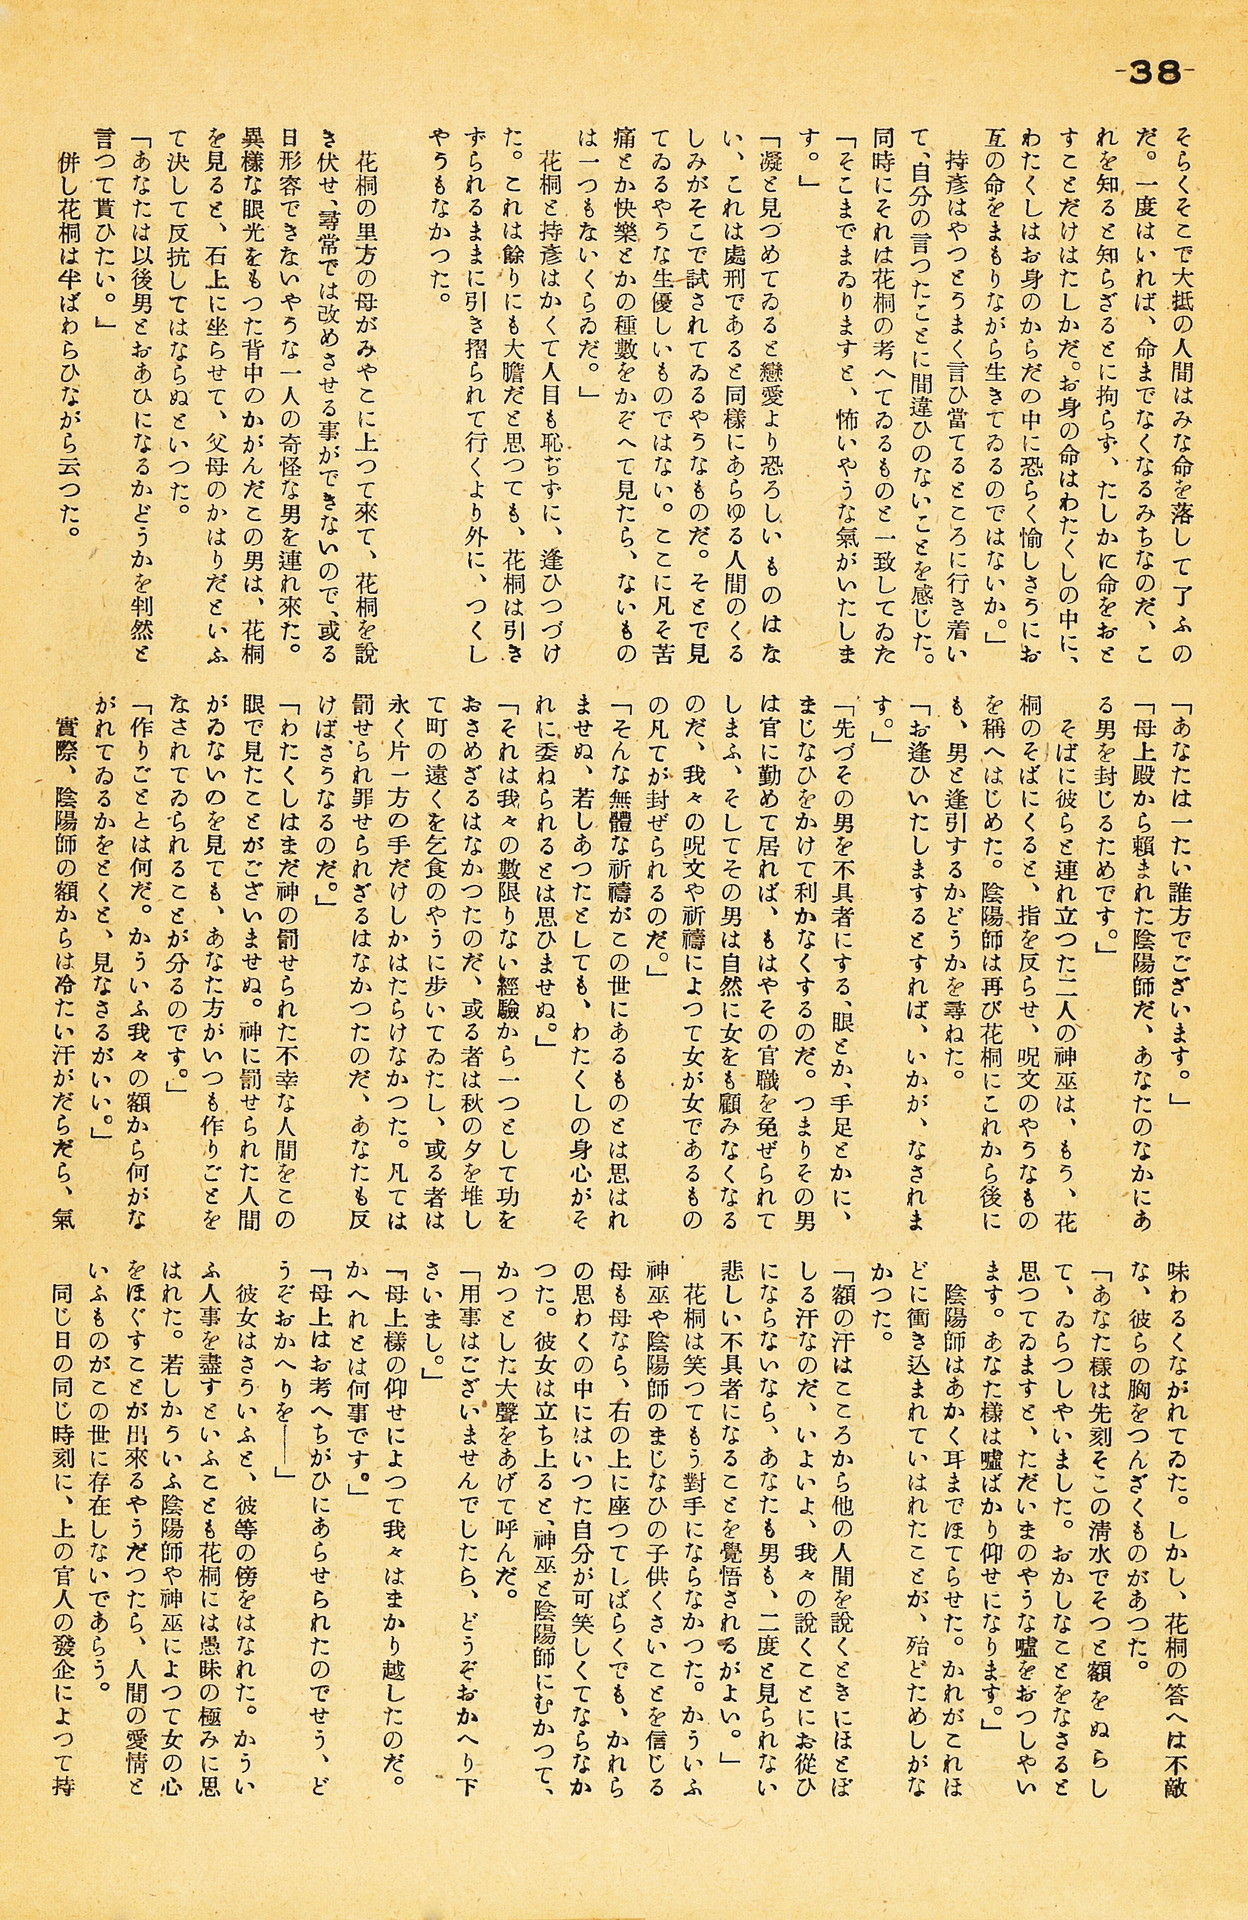 -38-
そらくそこで大抵の人間はみな命を落して了ふの
だ。一度はいれば、命までなくなるみちなのだ、こ
れを知ると知らざるとに拘らず、たしかに命をおと
すことだけはたしかだ。お身の命はわたくしの中に、
わたくしはお身のからだの中に恐らく愉しさうにお
互の命をまもりながら生きてゐるのではないか。」
持彥はやつとうまく言ひ當てるところに行き着い
て、自分の言つたことに間違ひのないことを感じた。
同時にそれは花桐の考へてゐるものと一致してゐた
「そこまでまゐりますと、怖いやうな氣がいたしま
す。」
「凝と見つめてゐると戀愛より恐ろしいものはな
い、これは處刑であると同樣にあらゆる人間のくる
しみがそこで試されてゐるやうなものだ。そとで見
てゐるやうな生優しいものではない。ここに凡そ苦
痛とか快樂とかの種數をかぞへて見たら、ないもの
は一つもないくらゐだ。」
花桐と持彥はかくて人目も恥ぢずに、逢ひつづけ
た。これは餘りにも大膽だと思つても、花桐は引き
ずられるままに引き摺られて行くより外に、つくし
やうもなかつた。
花桐の里方の母がみやこに上つて來て、花桐を說
き伏せ、尋常では改めさせる事ができないので、或る
日形容できないやうな一人の奇怪な男を連れ來た。
異樣な眼光をもつた背中のかがんだこの男は、花桐
を見ると、石上に坐らせて、父母のかはりだといふ
て決して反抗してはならぬといつた。
「あなたは以後男とおあひになるかどうかを判然と
言つて貰ひたい。」
併し花桐は半ばわらひながら云つた。
「あなたは一たい誰方でございます。」
「母上殿から賴まれた陰陽師だ、あなたのなかにあ
る男を封じるためです。」
そばに彼らと連れ立つた二人の神巫は、もう、花
桐のそばにくると、指を反らせ、呪文のやうなもの
を稱へはじめた。陰陽師は再び花桐にこれから後に
も、男と逢引するかどうかを尋ねた。
「お逢ひいたしまするとすれば、いかが、なされま
す。」
「先づその男を不具者にする、眼とか、手足とかに、
まじなひをかけて利かなくするのだ。つまりその男
は官に勤めて居れば、もはやその官職を免ぜられて
しまふ、そしてその男は自然に女をも顧みなくなる
のだ、我々の呪文や祈禱によつて女が女であるもの
の凡てが封ぜられるのだ。」
「そんな無體な祈禱がこの世にあるものとは思はれ
ませぬ、若しあつたとしても、わたくしの身心がそ
れに委ねられるとは思ひませぬ。」
「それは我々の數限りない經驗から一つとして功を
おさめざるはなかつたのだ、或る者は秋の夕を堆し
て町の遠くを乞食のやうに步いてゐたし、或る者は
永く片一方の手だけしかはたらけなかつた。凡ては
罰せられ罪せられざるはなかつたのだ、あなたも反
けばさうなるのだ。」
「わたくしはまだ神の罰せられた不幸な人間をこの
眼で見たことがございませぬ。神に罰せられた人間
がゐないのを見ても、あなた方がいつも作りごとを
なされてゐられることが分るのです。」
「作りごととは何だ。かういふ我々の額から何がな
がれてゐるかをとくと、見なさるがいい。」
實際、陰陽師の額からは冷たい汗がだらだら、氣
味わるくながれてゐた。しかし、花桐の答へは不敵
な、彼らの胸をつんざくものがあつた。
「あなた樣は先刻そこの淸水でそつと額をぬらし
て、ゐらつしやいました。おかしなことをなさると
思つてゐますと、ただいまのやうな噓をおつしやい
ます。あなた樣は噓ばかり仰せになります。」
陰陽師はあかく耳までほてらせた。かれがこれほ
どに衝き込まれていはれたことが、殆どためしがな
かつた。
「額の汗はこころから他の人間を說くときにほとぼ
しる汗なのだ、いよいよ、我々の說くことにお從ひ
にならないなら、あなたも男も、二度と見られない
悲しい不具者になることを覺悟されるがよい。」
花桐は笑つてもう對手にならなかつた。かういふ
神巫や陰陽師のまじなひの子供くさいことを信じる
母も母なら、石の上に座つてしばらくでも、かれら
の思わくの中にはいつた自分が可笑しくてならなか
つた。彼女は立ち上ると、神巫と陰陽師にむかつて、
かつとした大聲をあげて呼んだ。
「用事はございませんでしたら、どうぞおかへり下
さいまし。」
「母上樣の仰せによつて我々はまかり越したのだ。
かへれとは何事です。」
「母上はお考へちがひにあらせられたのでせう、ど
うぞおかへりを――」
彼女はさういふと、彼等の傍をはなれた。かうい
ふ人事を盡すといふことも花桐には愚昧の極みに思
はれた。若しかういふ陰陽師や神巫によつて女の心
をほぐすことが出來るやうだつたら、人間の愛情と
いふものがこの世に存在しないであらう。
同じ日の同じ時刻に、上の官人の發企によつて持